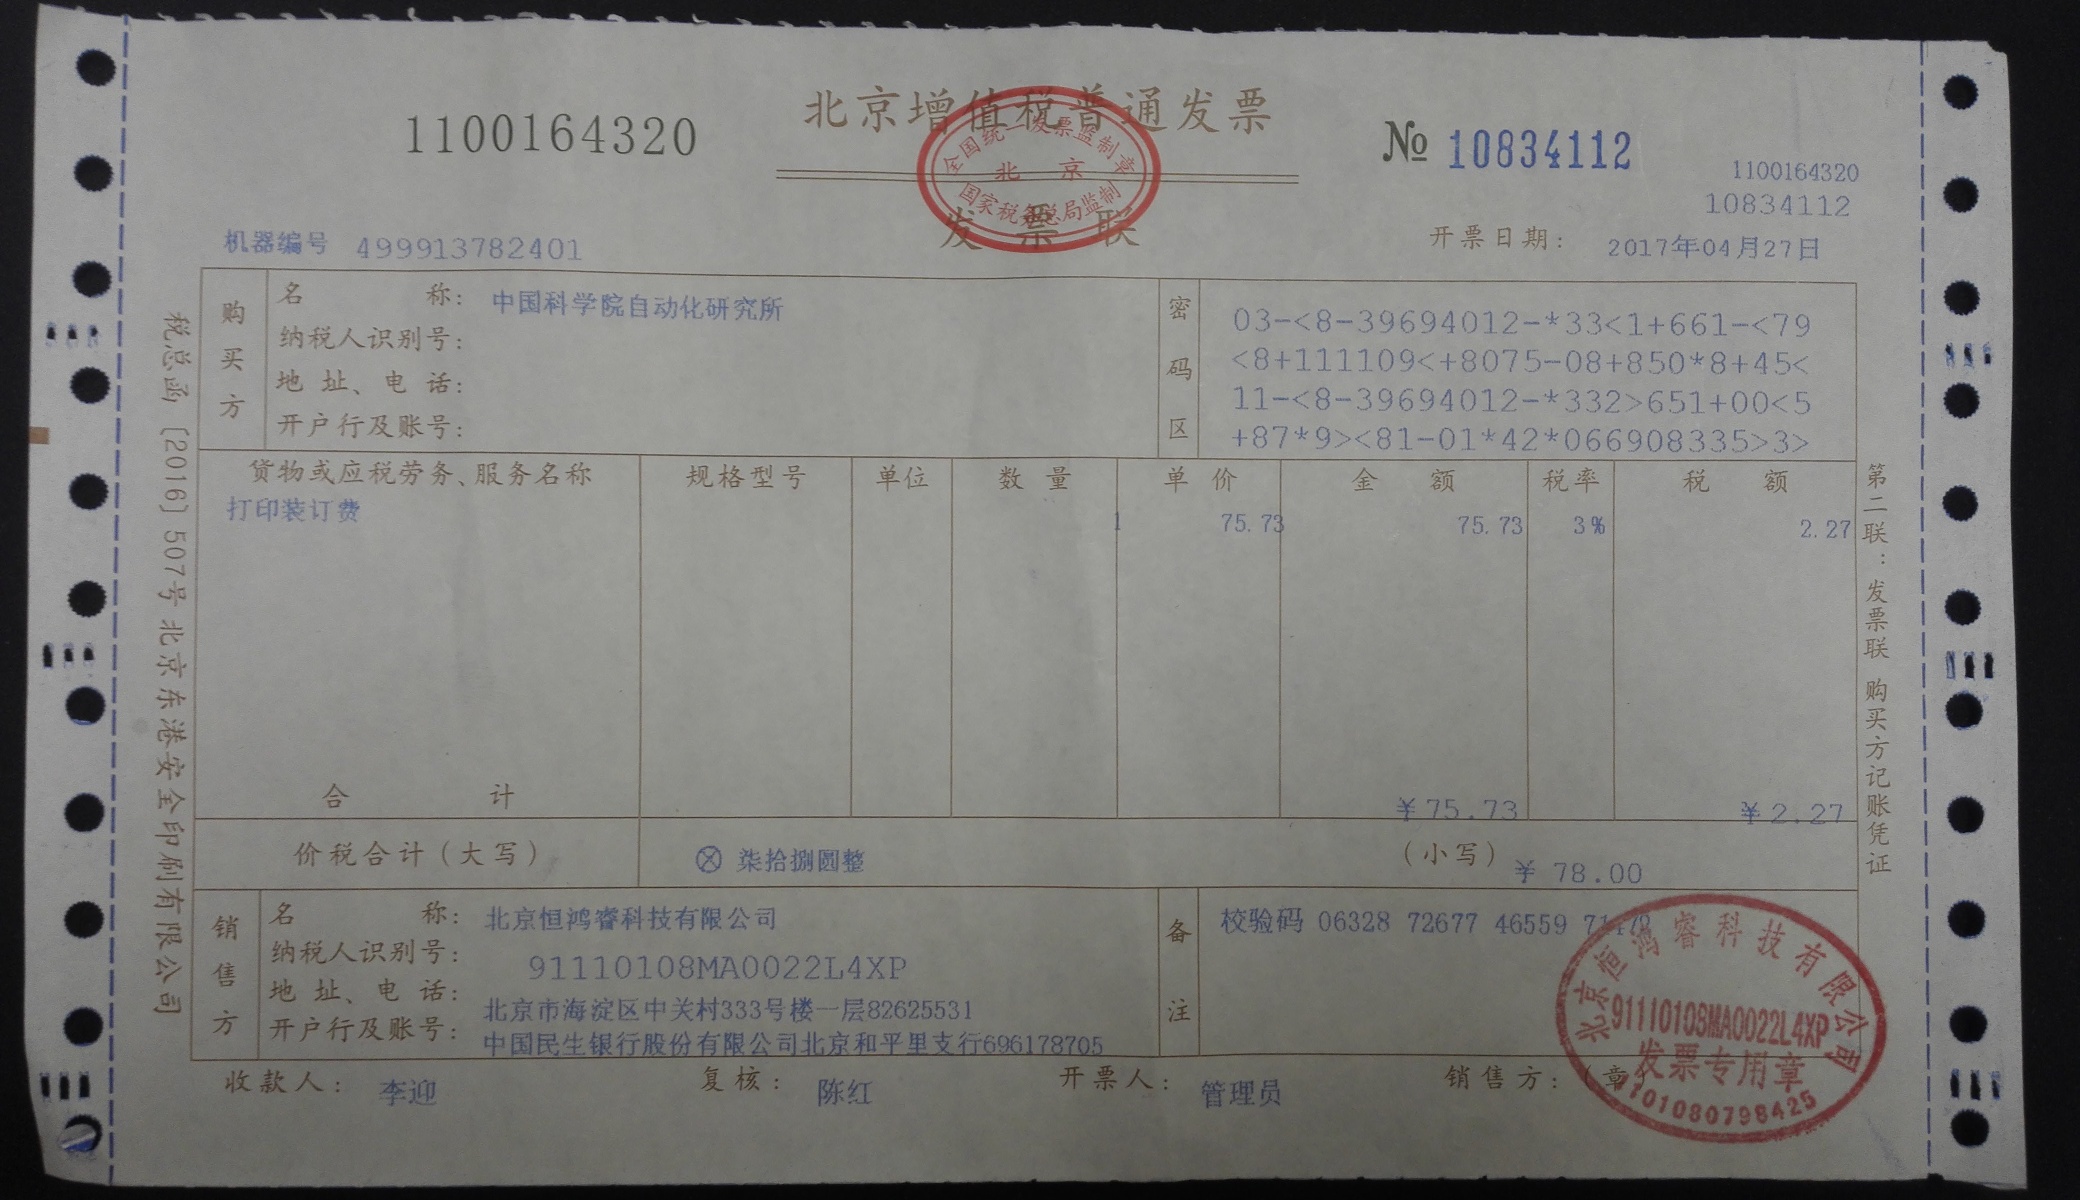 北京增值税普通发票
1100164320
№ 10834112
1100164320
10834112
全国统一发票监制章
北 京
国家税务总局监制
发 票 联
机器编号 499913782401
开票日期: 2017年04月27日
购买方
名 称: 中国科学院自动化研究所
纳税人识别号:
地 址、电 话:
开户行及账号:
密码区
03-<8-39694012-*33<1+661-<79
<8+111109<+8075-08+850*8+45<
11-<8-39694012-*332>651+00<5
+87*9><81-01*42*066908335>3>
货物或应税劳务、服务名称 规格型号 单位 数 量 单 价 金 额 税率 税 额
打印装订费 1 75.73 75.73 3% 2.27
合 计 ¥75.73 ¥2.27
价税合计(大写) ⊗ 柒拾捌圆整 (小写) ¥ 78.00
销售方
名 称: 北京恒鸿睿科技有限公司
纳税人识别号: 91110108MA0022L4XP
地 址、电 话: 北京市海淀区中关村333号楼一层82625531
开户行及账号: 中国民生银行股份有限公司北京和平里支行696178705
备注
校验码 06328 72677 46559
收款人: 李迎 复核: 陈红 开票人: 管理员 销售方:(章)
北京恒鸿睿科技有限公司
91110108MA0022L4XP
发票专用章
1101080798425
税总函〔2016〕507号北京东港安全印刷有限公司
第二联:发票联 购买方记账凭证